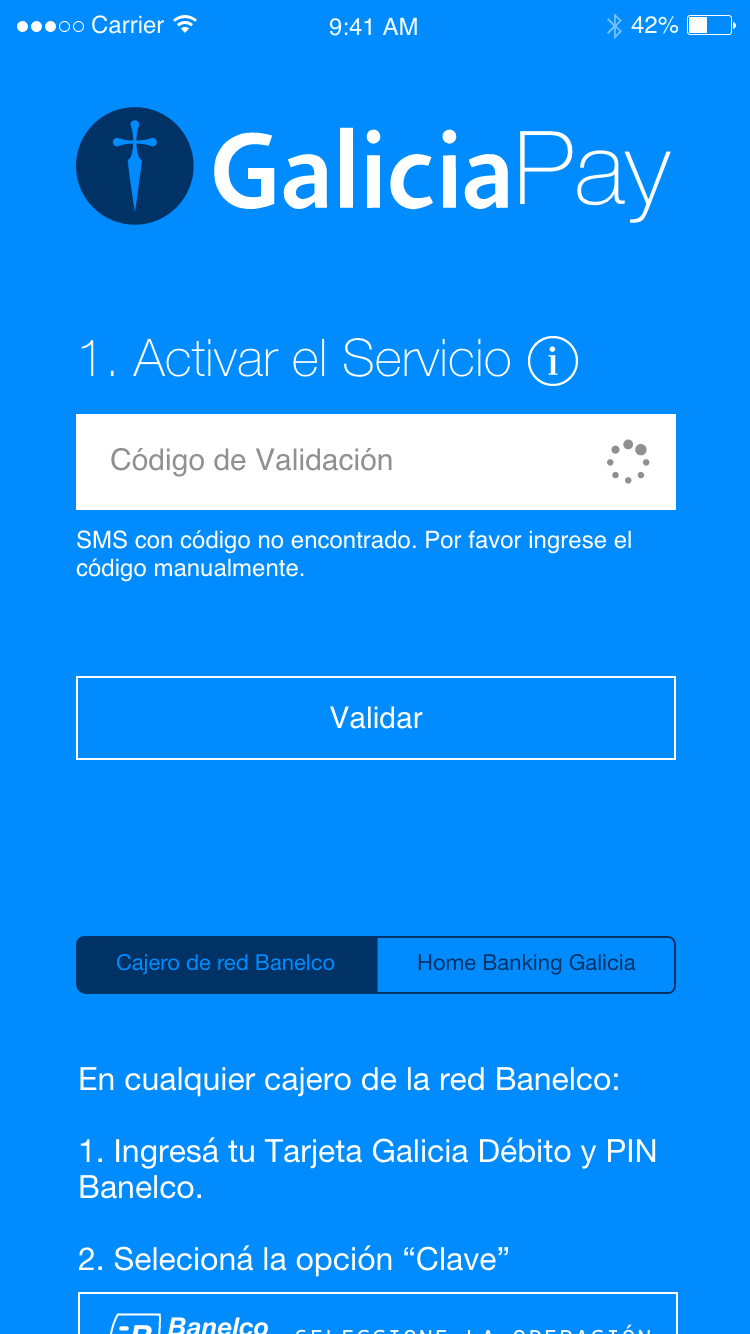 Carrier 9:41 AM 42%
GaliciaPay
1. Activar el Servicio i
Código de Validación
SMS con código no encontrado. Por favor ingrese el
código manualmente.
Validar
Cajero de red Banelco Home Banking Galicia
En cualquier cajero de la red Banelco:
1. Ingresá tu Tarjeta Galicia Débito y PIN
Banelco.
2. Selecioná la opción “Clave”
Banelco SELECCIONE LA OPERACIÓN